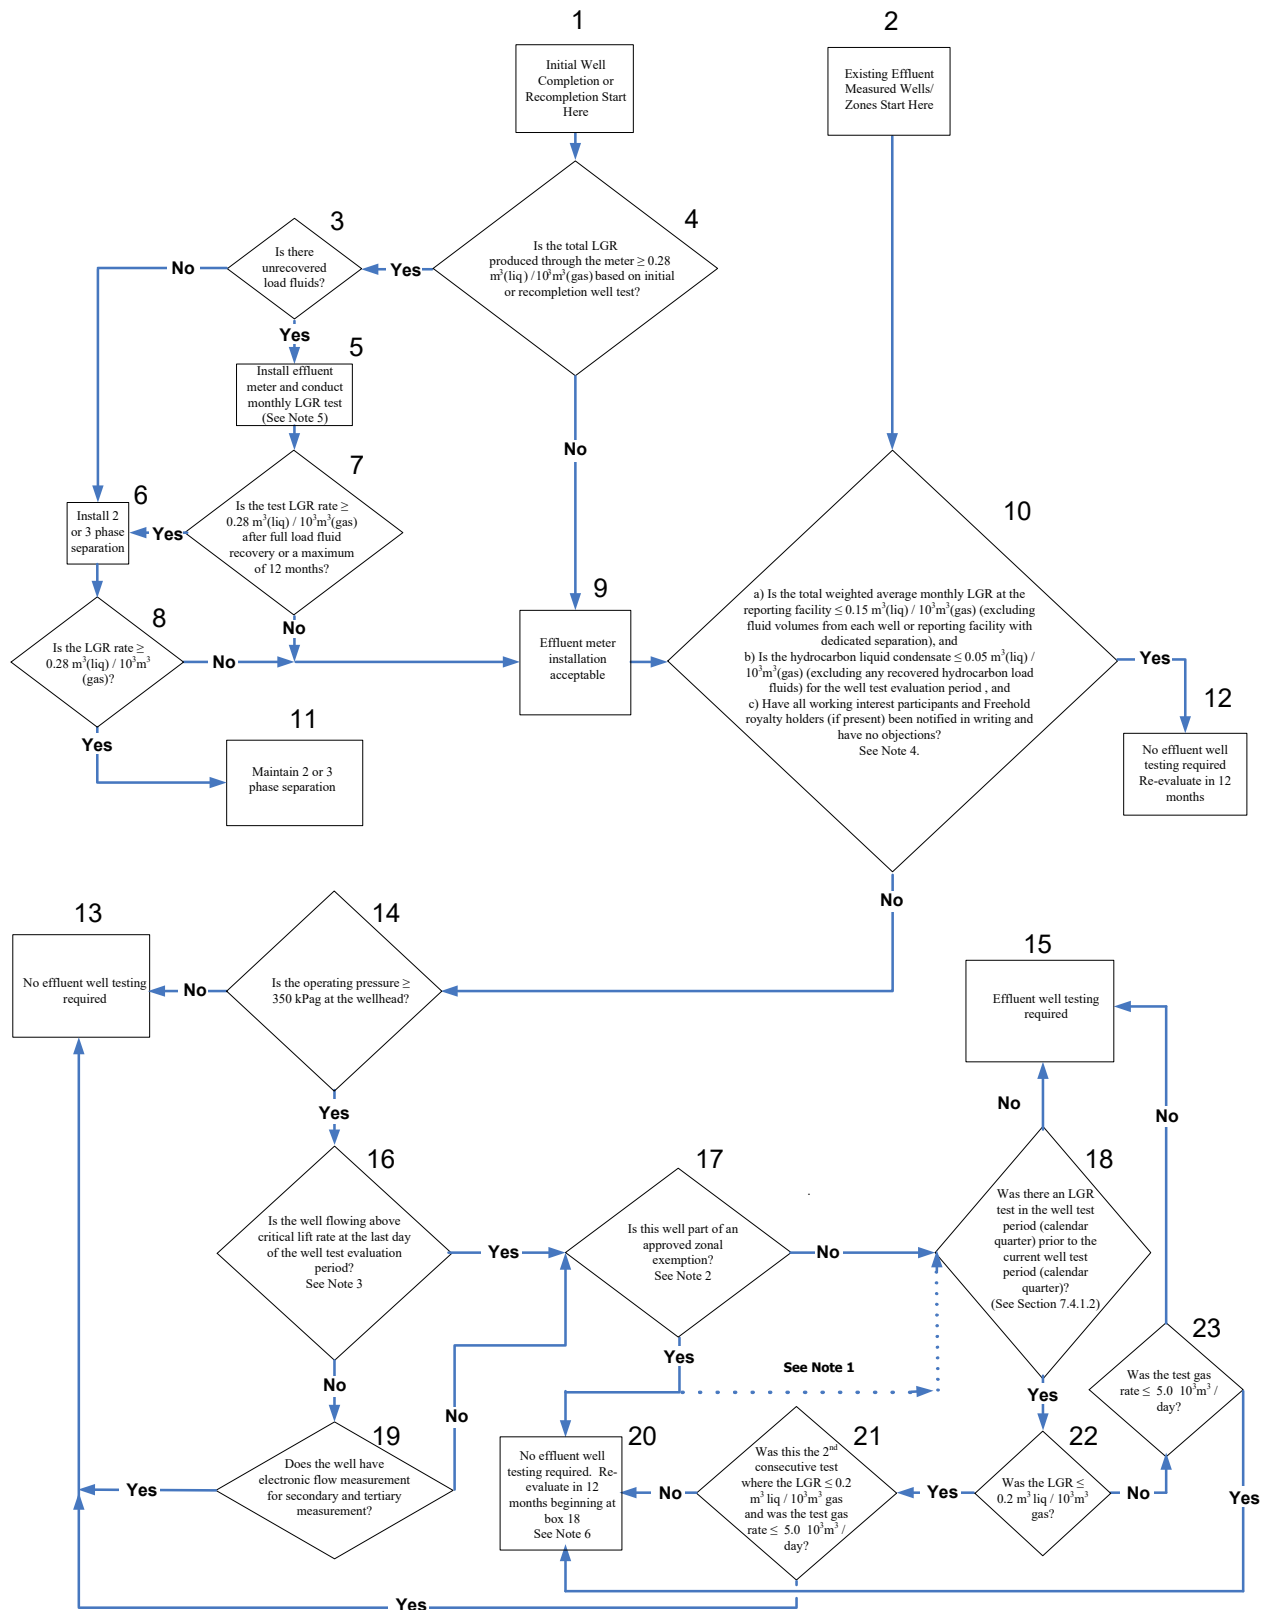 1
Initial Well
Completion or
Recompletion Start
Here
2
Existing Effluent
Measured Wells/
Zones Start Here
3
Is there
unrecovered
load fluids?
No
Yes
Yes
4
Is the total LGR
produced through the meter ≥ 0.28
m³(liq) / 10³m³(gas) based on initial
or recompletion well test?
No
5
Install effluent
meter and conduct
monthly LGR test
(See Note 5)
6
Install 2
or 3 phase
separation
Yes
7
Is the test LGR rate ≥
0.28 m³(liq) / 10³m³(gas)
after full load fluid
recovery or a maximum
of 12 months?
No
8
Is the LGR rate ≥
0.28 m³(liq) / 10³m³
(gas)?
No
Yes
9
Effluent meter
installation
acceptable
10
a) Is the total weighted average monthly LGR at the
reporting facility ≤ 0.15 m³(liq) / 10³m³(gas) (excluding
fluid volumes from each well or reporting facility with
dedicated separation), and
b) Is the hydrocarbon liquid condensate ≤ 0.05 m³(liq) /
10³m³(gas) (excluding any recovered hydrocarbon load
fluids) for the well test evaluation period , and
c) Have all working interest participants and Freehold
royalty holders (if present) been notified in writing and
have no objections?
See Note 4.
Yes
No
11
Maintain 2 or 3
phase separation
12
No effluent well
testing required
Re-evaluate in 12
months
13
No effluent well testing
required
No
14
Is the operating pressure ≥
350 kPag at the wellhead?
Yes
15
Effluent well testing
required
No
No
16
Is the well flowing above
critical lift rate at the last day
of the well test evaluation
period?
See Note 3
Yes
No
17
Is this well part of an
approved zonal
exemption?
See Note 2
No
Yes
See Note 1
18
Was there an LGR
test in the well test
period (calendar
quarter) prior to the
current well test
period (calendar
quarter)?
(See Section 7.4.1.2)
Yes
19
Does the well have
electronic flow measurement
for secondary and tertiary
measurement?
Yes
No
20
No effluent well
testing required. Re-
evaluate in 12
months beginning at
box 18
See Note 6
No
21
Was this the 2nd
consecutive test
where the LGR ≤ 0.2
m³ liq / 10³m³ gas
and was the test gas
rate ≤ 5.0 10³m³ /
day?
Yes
Yes
22
Was the LGR ≤
0.2 m³ liq / 10³m³
gas?
No
23
Was the test gas
rate ≤ 5.0 10³m³ /
day?
Yes